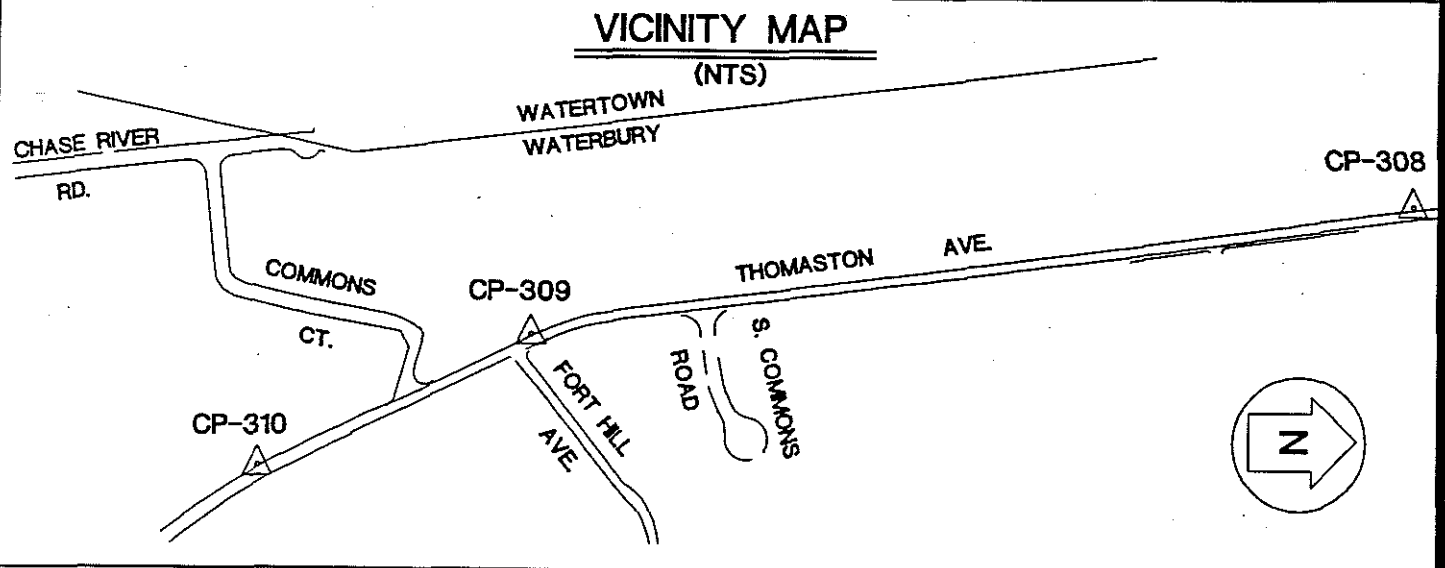 VICINITY MAP
(NTS)
WATERTOWN
WATERBURY
CHASE RIVER
RD.
CP-308
THOMASTON AVE.
COMMONS
CT.
CP-309
S. COMMONS
ROAD
FORT HILL
AVE.
CP-310
N